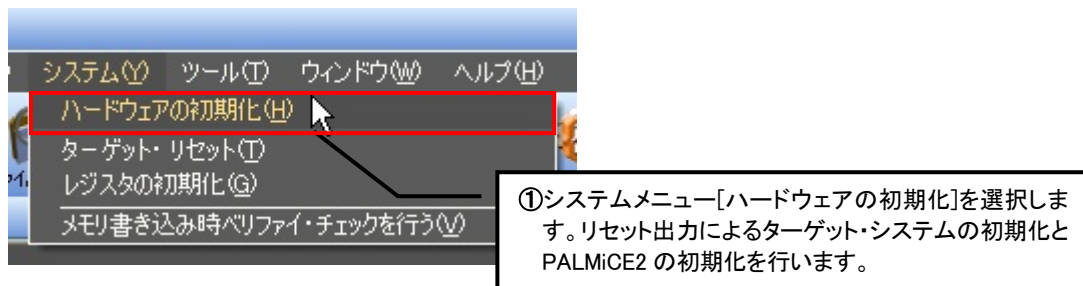 システム(Y) ツール(T) ウィンドウ(W) ヘルプ(H)
ハードウェアの初期化(H)
ターゲット・リセット(T)
レジスタの初期化(G)
メモリ書き込み時ベリファイ・チェックを行う(V)
①システムメニュー[ハードウェアの初期化]を選択しま
す。リセット出力によるターゲット・システムの初期化と
PALMiCE2 の初期化を行います。